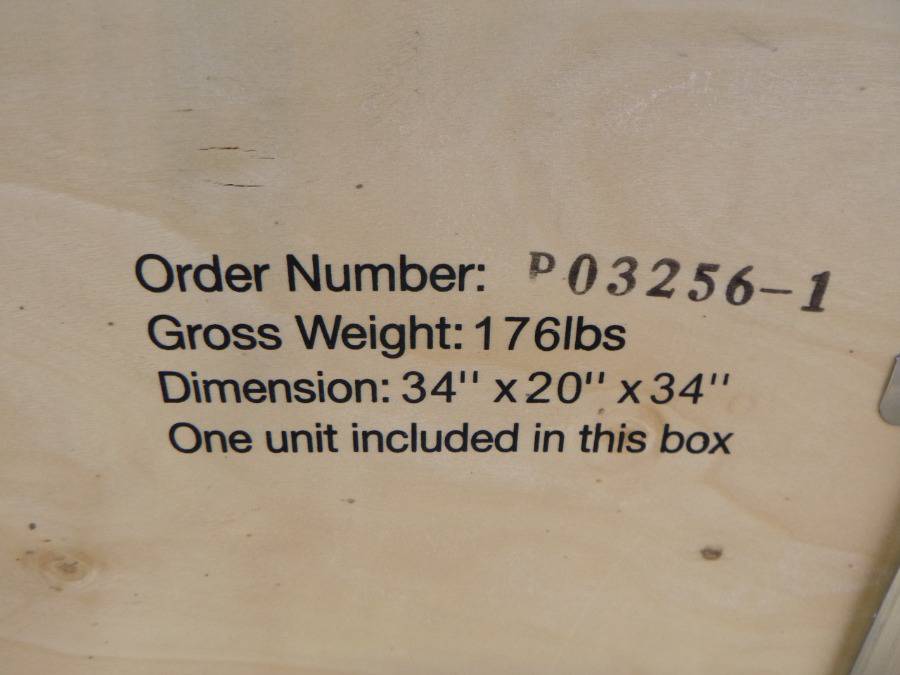 Order Number: P03256-1
Gross Weight: 176lbs
Dimension: 34" x 20" x 34"
One unit included in this box